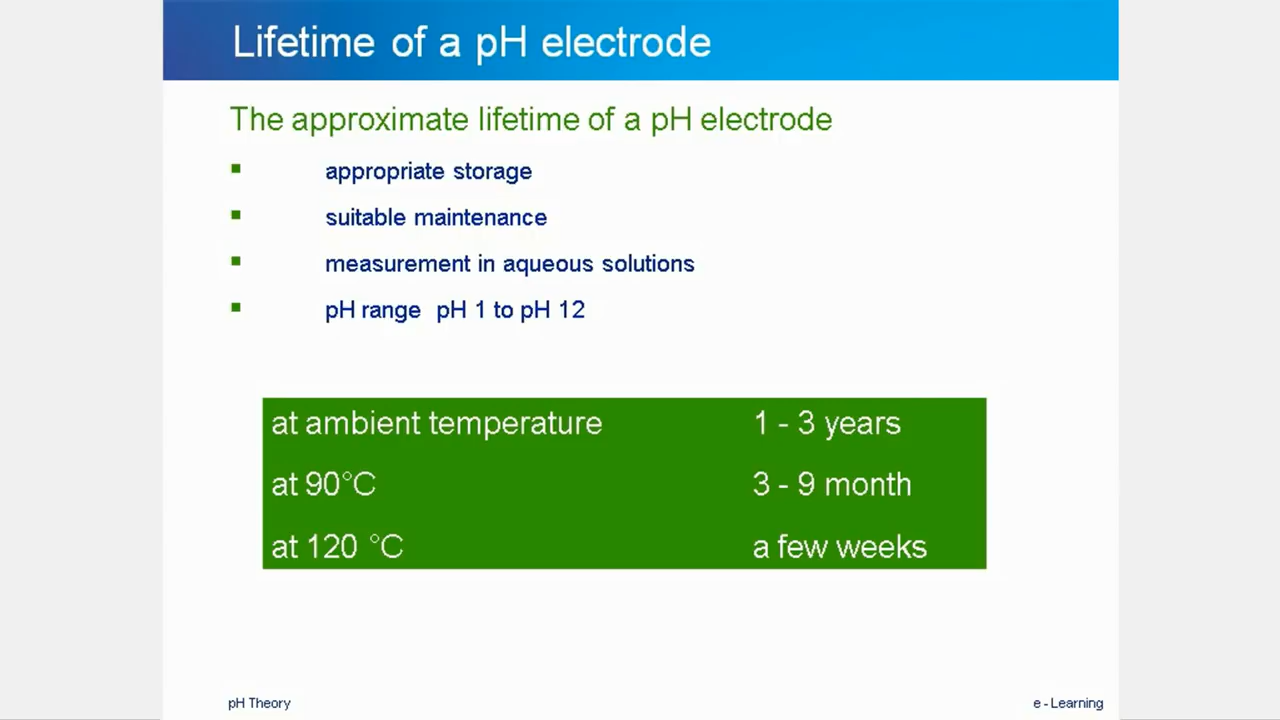 Lifetime of a pH electrode
The approximate lifetime of a pH electrode
appropriate storage
suitable maintenance
measurement in aqueous solutions
pH range pH 1 to pH 12
at ambient temperature 1 - 3 years
at 90°C 3 - 9 month
at 120 °C a few weeks
pH Theory e - Learning